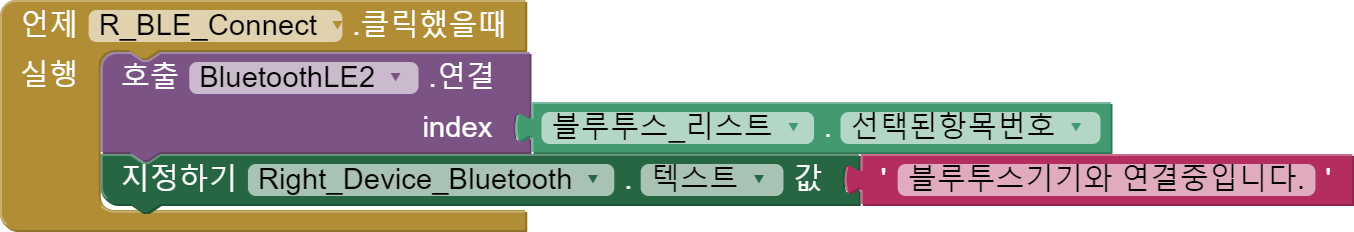 언제 R_BLE_Connect .클릭했을때
실행 호출 BluetoothLE2 .연결
index 블루투스_리스트 . 선택된항목번호
지정하기 Right_Device_Bluetooth . 텍스트 값 ' 블루투스기기와 연결중입니다. '